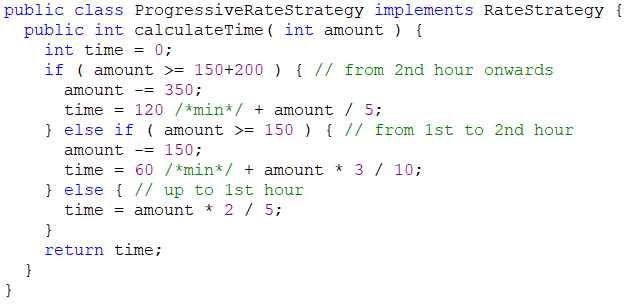 public class ProgressiveRateStrategy implements RateStrategy {
  public int calculateTime( int amount ) {
    int time = 0;
    if ( amount >= 150+200 ) { // from 2nd hour onwards
      amount -= 350;
      time = 120 /*min*/ + amount / 5;
    } else if ( amount >= 150 ) { // from 1st to 2nd hour
      amount -= 150;
      time = 60 /*min*/ + amount * 3 / 10;
    } else { // up to 1st hour
      time = amount * 2 / 5;
    }
    return time;
  }
}